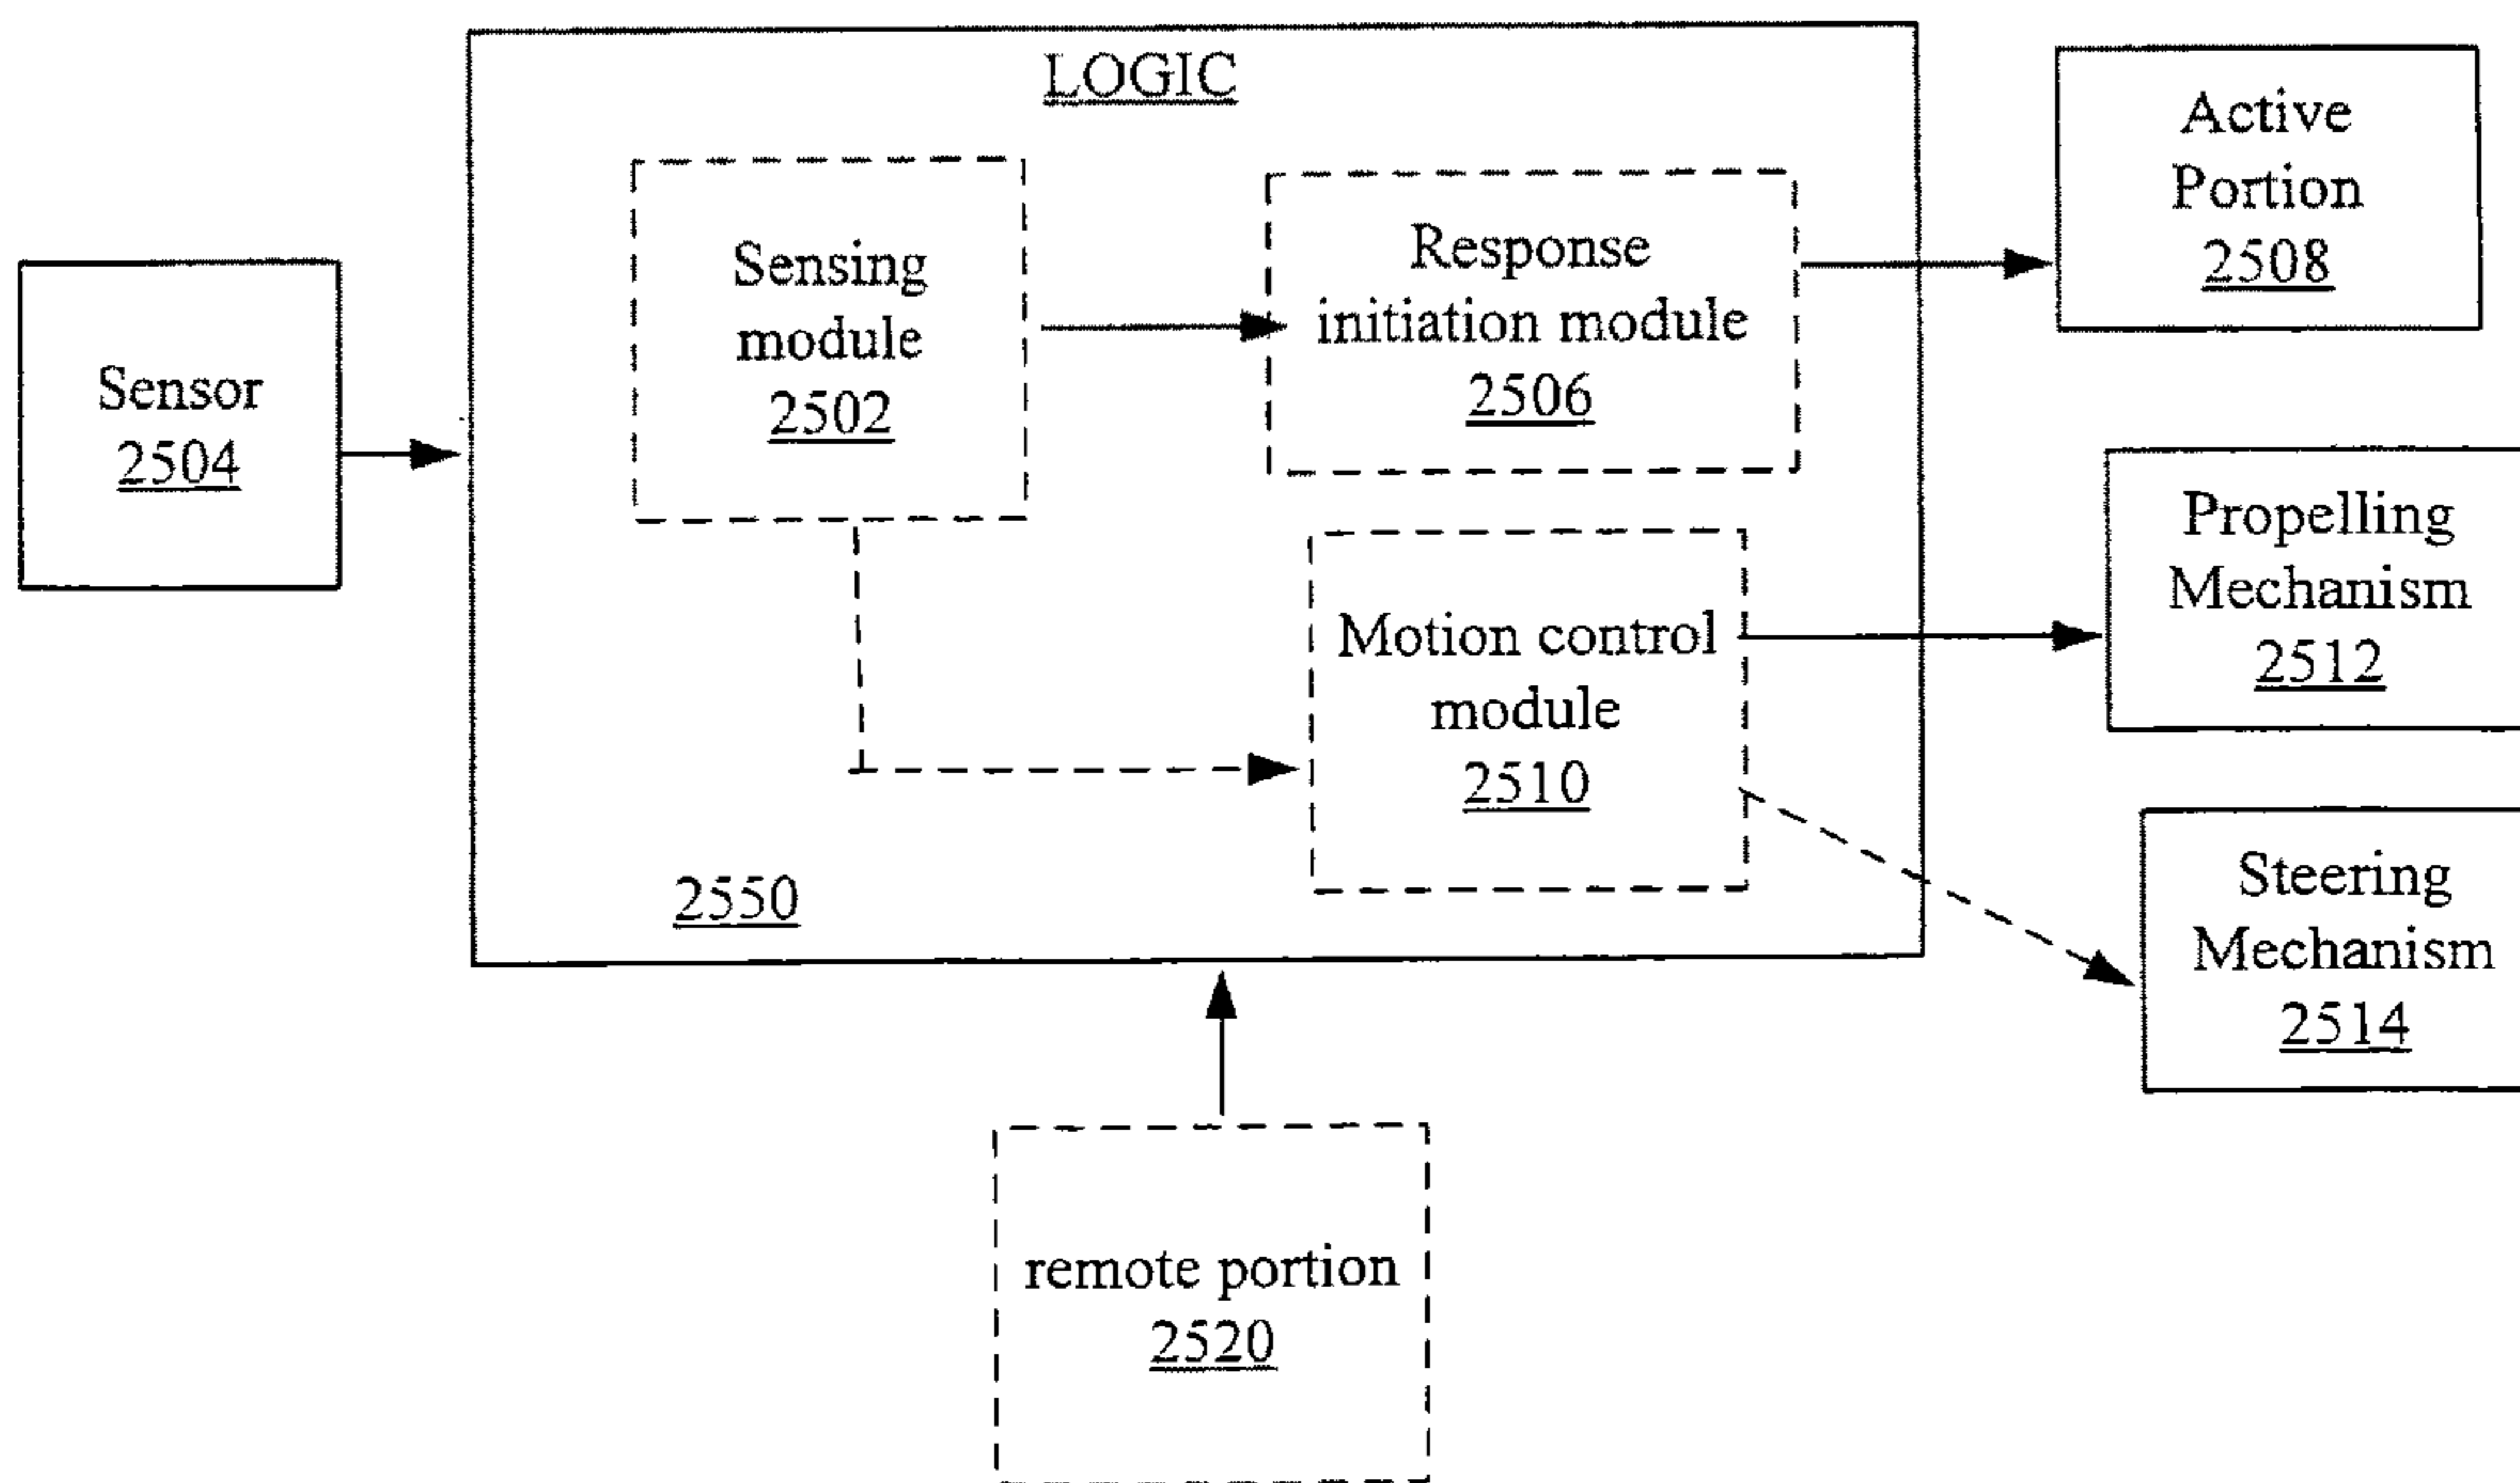 LOGIC
Sensor
2504
Sensing
module
2502
Response
initiation module
2506
Active
Portion
2508
Motion control
module
2510
Propelling
Mechanism
2512
Steering
Mechanism
2514
2550
remote portion
2520